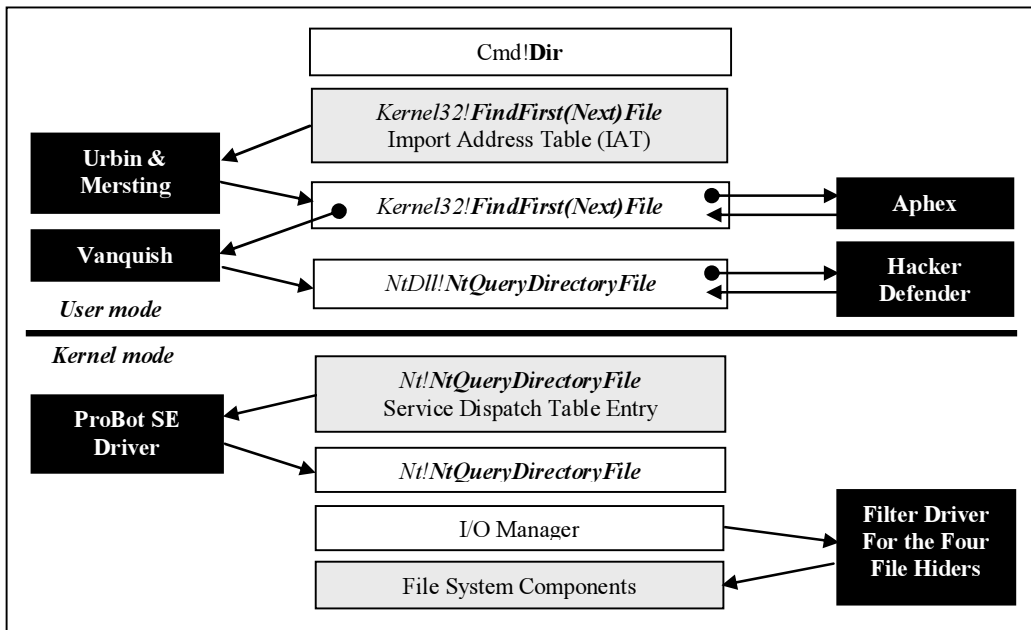 Cmd!Dir
Kernel32!FindFirst(Next)File
Import Address Table (IAT)
Urbin &
Mersting
Kernel32!FindFirst(Next)File
Aphex
Vanquish
NtDll!NtQueryDirectoryFile
Hacker
Defender
User mode
Kernel mode
Nt!NtQueryDirectoryFile
Service Dispatch Table Entry
ProBot SE
Driver
Nt!NtQueryDirectoryFile
I/O Manager
Filter Driver
For the Four
File Hiders
File System Components